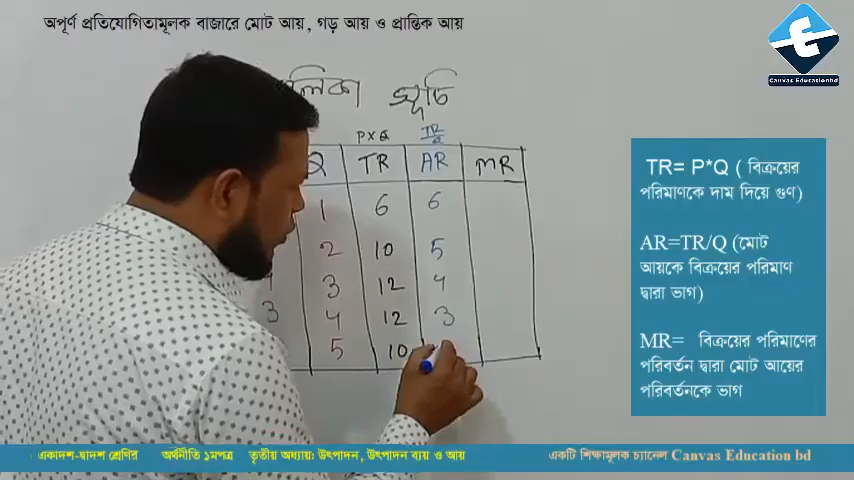 অপূর্ণ প্রতিযোগিতামূলক বাজারে মোট আয়, গড় আয় ও প্রান্তিক আয়
Canvas Educationbd
সূচি
P X Q TR/Q
Q TR AR MR
1 6 6
2 10 5
3 12 4
3 4 12 3
5 10
TR= P*Q ( বিক্রয়ের
পরিমাণকে দাম দিয়ে গুণ)
AR=TR/Q (মোট
আয়কে বিক্রয়ের পরিমাণ
দ্বারা ভাগ)
MR= বিক্রয়ের পরিমাণের
পরিবর্তন দ্বারা মোট আয়ের
পরিবর্তনকে ভাগ
একাদশ-দ্বাদশ শ্রেণির অর্থনীতি ১মপত্র তৃতীয় অধ্যায়: উৎপাদন, উৎপাদন ব্যয় ও আয় একটি শিক্ষামূলক চ্যানেল Canvas Education bd